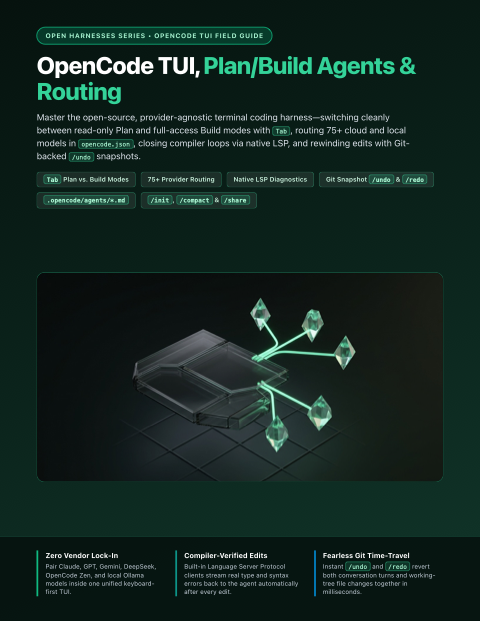 OPEN HARNESSES SERIES • OPENCODE TUI FIELD GUIDE
OpenCode TUI, Plan/Build Agents &
Routing
Master the open-source, provider-agnostic terminal coding harness—switching cleanly
between read-only Plan and full-access Build modes with Tab, routing 75+ cloud and local
models in opencode.json, closing compiler loops via native LSP, and rewinding edits with Git-
backed /undo snapshots.
Tab Plan vs. Build Modes
75+ Provider Routing
Native LSP Diagnostics
Git Snapshot /undo & /redo
.opencode/agents/*.md
/init, /compact & /share
Zero Vendor Lock-In
Pair Claude, GPT, Gemini, DeepSeek,
OpenCode Zen, and local Ollama
models inside one unified keyboard-
first TUI.
Compiler-Verified Edits
Built-in Language Server Protocol
clients stream real type and syntax
errors back to the agent automatically
after every edit.
Fearless Git Time-Travel
Instant /undo and /redo revert
both conversation turns and working-
tree file changes together in
milliseconds.